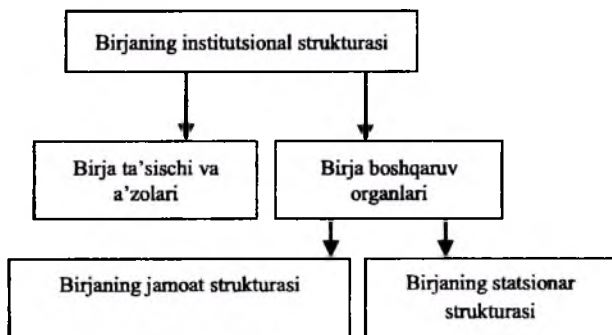 Birjaning institutsional strukturasi
Birja ta'sischi va
a'zolari
Birja boshqaruv
organlari
Birjaning jamoat strukturasi
Birjaning statsionar
strukturasi